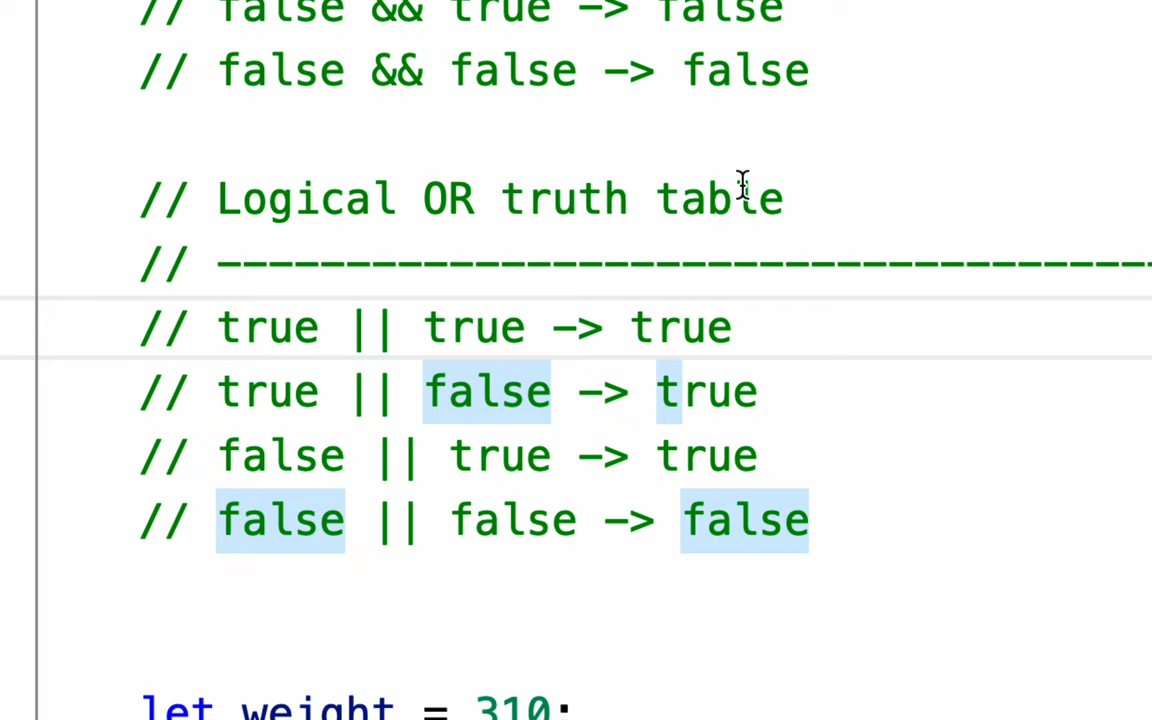 // false && true -> false
// false && false -> false
// Logical OR truth table
// ------------------------------------
// true || true -> true
// true || false -> true
// false || true -> true
// false || false -> false
let weight = 310;